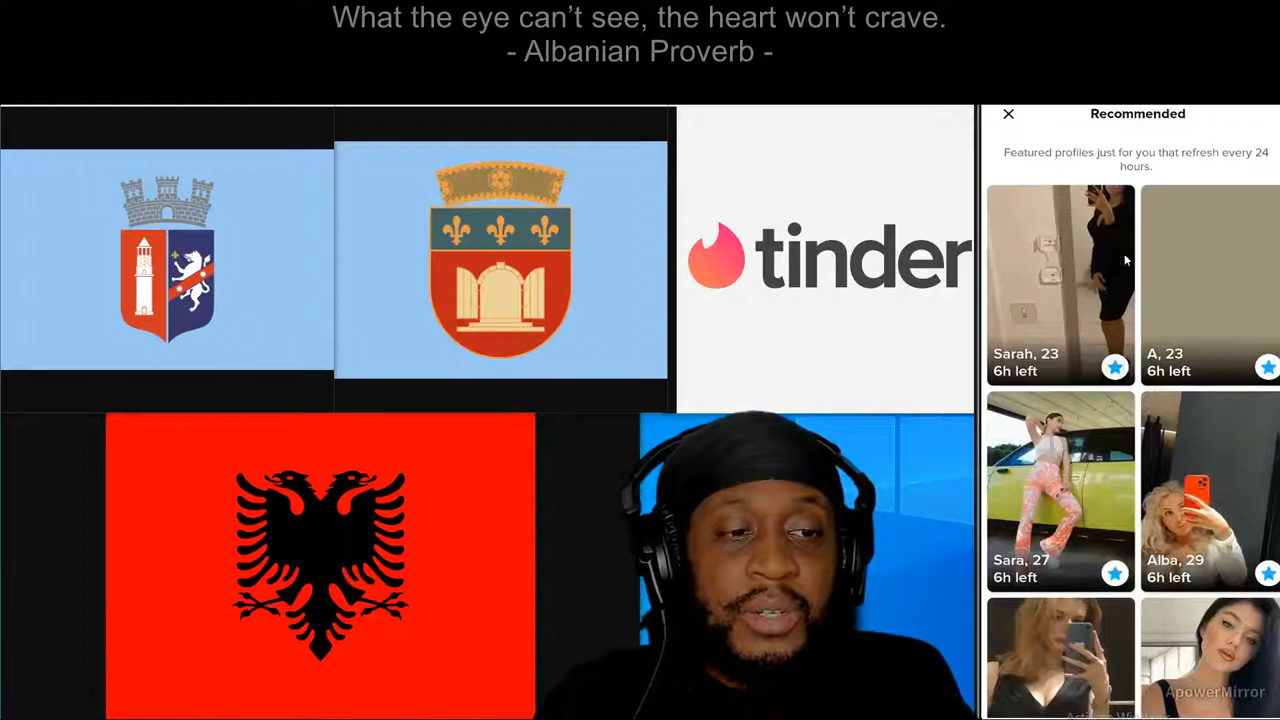 What the eye can’t see, the heart won’t crave.
- Albanian Proverb -
tinder
Recommended
Featured profiles just for you that refresh every 24
hours.
Sarah, 23
6h left
A, 23
6h left
Sara, 27
6h left
Alba, 29
6h left
ApowerMirror
Activate Windows